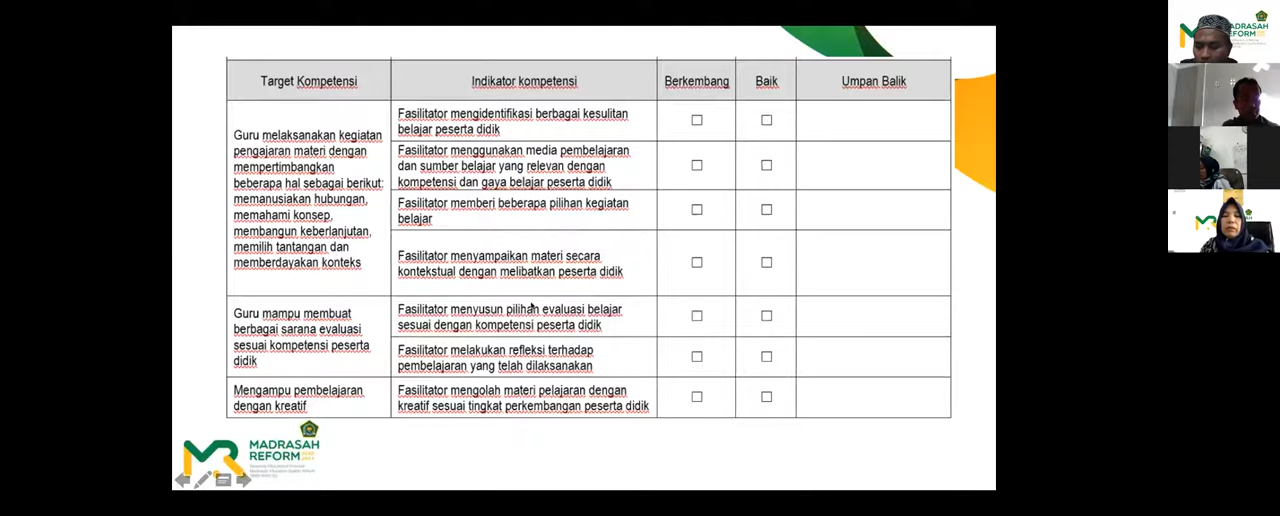 Target Kompetensi
Indikator kompetensi
Berkembang
Baik
Umpan Balik
Guru melaksanakan kegiatan
pengajaran materi dengan
mempertimbangkan
beberapa hal sebagai berikut:
memanusiakan hubungan,
memahami konsep,
membangun keberlanjutan,
memilih tantangan dan
memberdayakan konteks
Fasilitator mengidentifikasi berbagai kesulitan
belajar peserta didik
Fasilitator menggunakan media pembelajaran
dan sumber belajar yang relevan dengan
kompetensi dan gaya belajar peserta didik
Fasilitator memberi beberapa pilihan kegiatan
belajar
Fasilitator menyampaikan materi secara
kontekstual dengan melibatkan peserta didik
Guru mampu membuat
berbagai sarana evaluasi
sesuai kompetensi peserta
didik
Fasilitator menyusun pilihan evaluasi belajar
sesuai dengan kompetensi peserta didik
Fasilitator melakukan refleksi terhadap
pembelajaran yang telah dilaksanakan
Mengampu pembelajaran
dengan kreatif
Fasilitator mengolah materi pelajaran dengan
kreatif sesuai tingkat perkembangan peserta didik
MADRASAH
REFORM